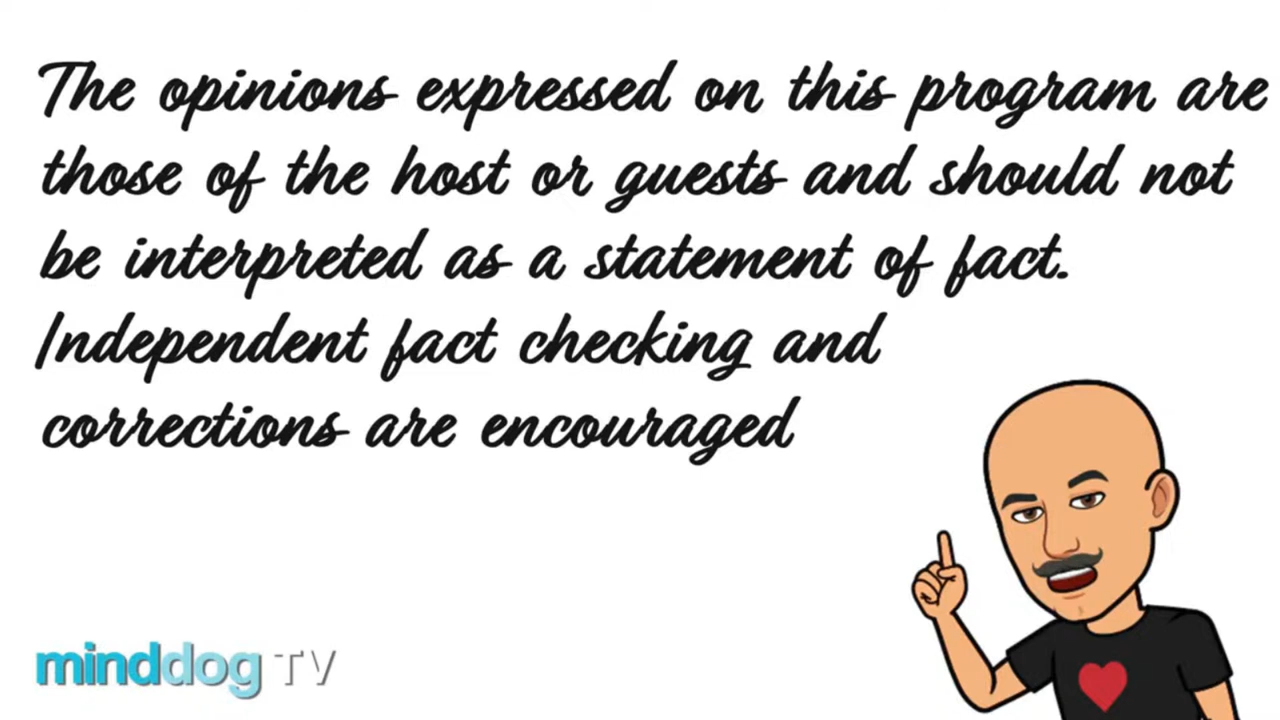 The opinions expressed on this program are
those of the host or guests and should not
be interpreted as a statement of fact.
Independent fact checking and
corrections are encouraged
minddog TV